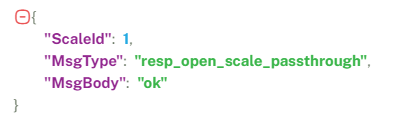 {
"ScaleId": 1,
"MsgType": "resp_open_scale_passthrough",
"MsgBody": "ok"
}